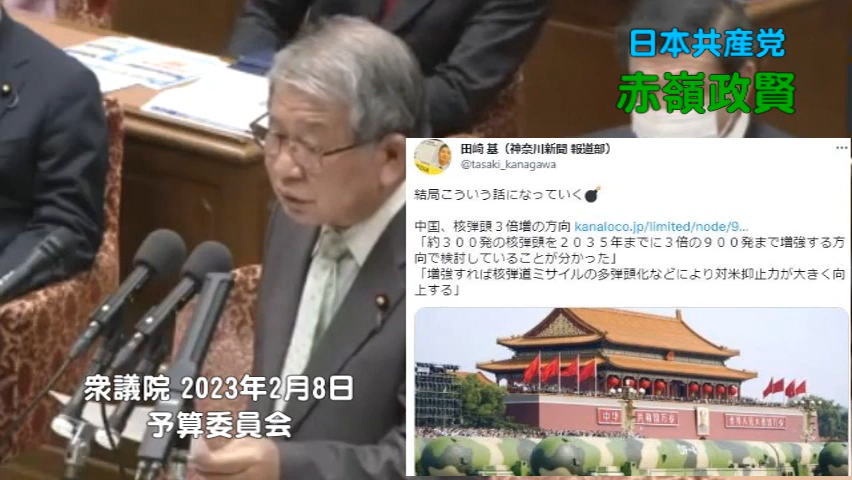 日本共産党
赤嶺政賢
田崎 基（神奈川新聞 報道部）
@tasaki_kanagawa
結局こういう話になっていく💣
中国、核弾頭３倍増の方向 kanaloco.jp/limited/node/9…
「約３００発の核弾頭を２０３５年までに３倍の９００発まで増強する方
向で検討していることが分かった」
「増強すれば核弾道ミサイルの多弾頭化などにより対米抑止力が大きく向
上する」
衆議院 2023年2月8日
予算委員会